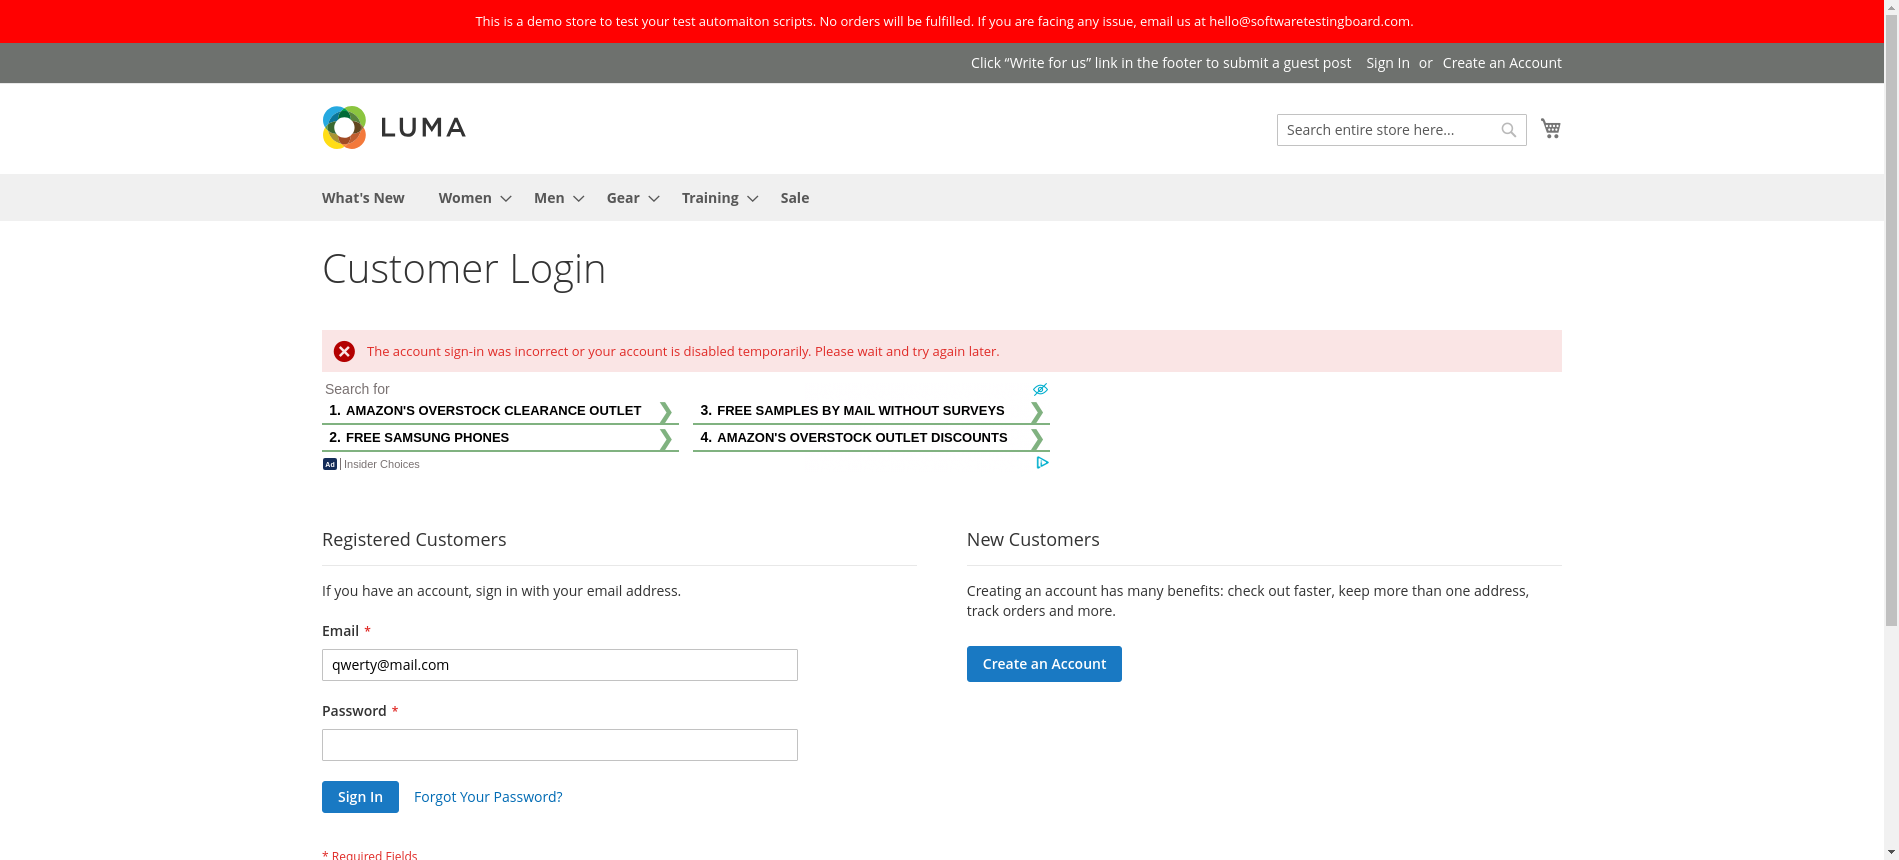 This is a demo store to test your test automaiton scripts. No orders will be fulfilled. If you are facing any issue, email us at hello@softwaretestingboard.com.
Click “Write for us” link in the footer to submit a guest post Sign In or Create an Account
LUMA
Search entire store here...
What's New Women Men Gear Training Sale
Customer Login
The account sign-in was incorrect or your account is disabled temporarily. Please wait and try again later.
Search for
1. AMAZON'S OVERSTOCK CLEARANCE OUTLET
2. FREE SAMSUNG PHONES
3. FREE SAMPLES BY MAIL WITHOUT SURVEYS
4. AMAZON'S OVERSTOCK OUTLET DISCOUNTS
Ad | Insider Choices
Registered Customers
If you have an account, sign in with your email address.
Email *
qwerty@mail.com
Password *
Sign In Forgot Your Password?
* Required Fields
New Customers
Creating an account has many benefits: check out faster, keep more than one address,
track orders and more.
Create an Account